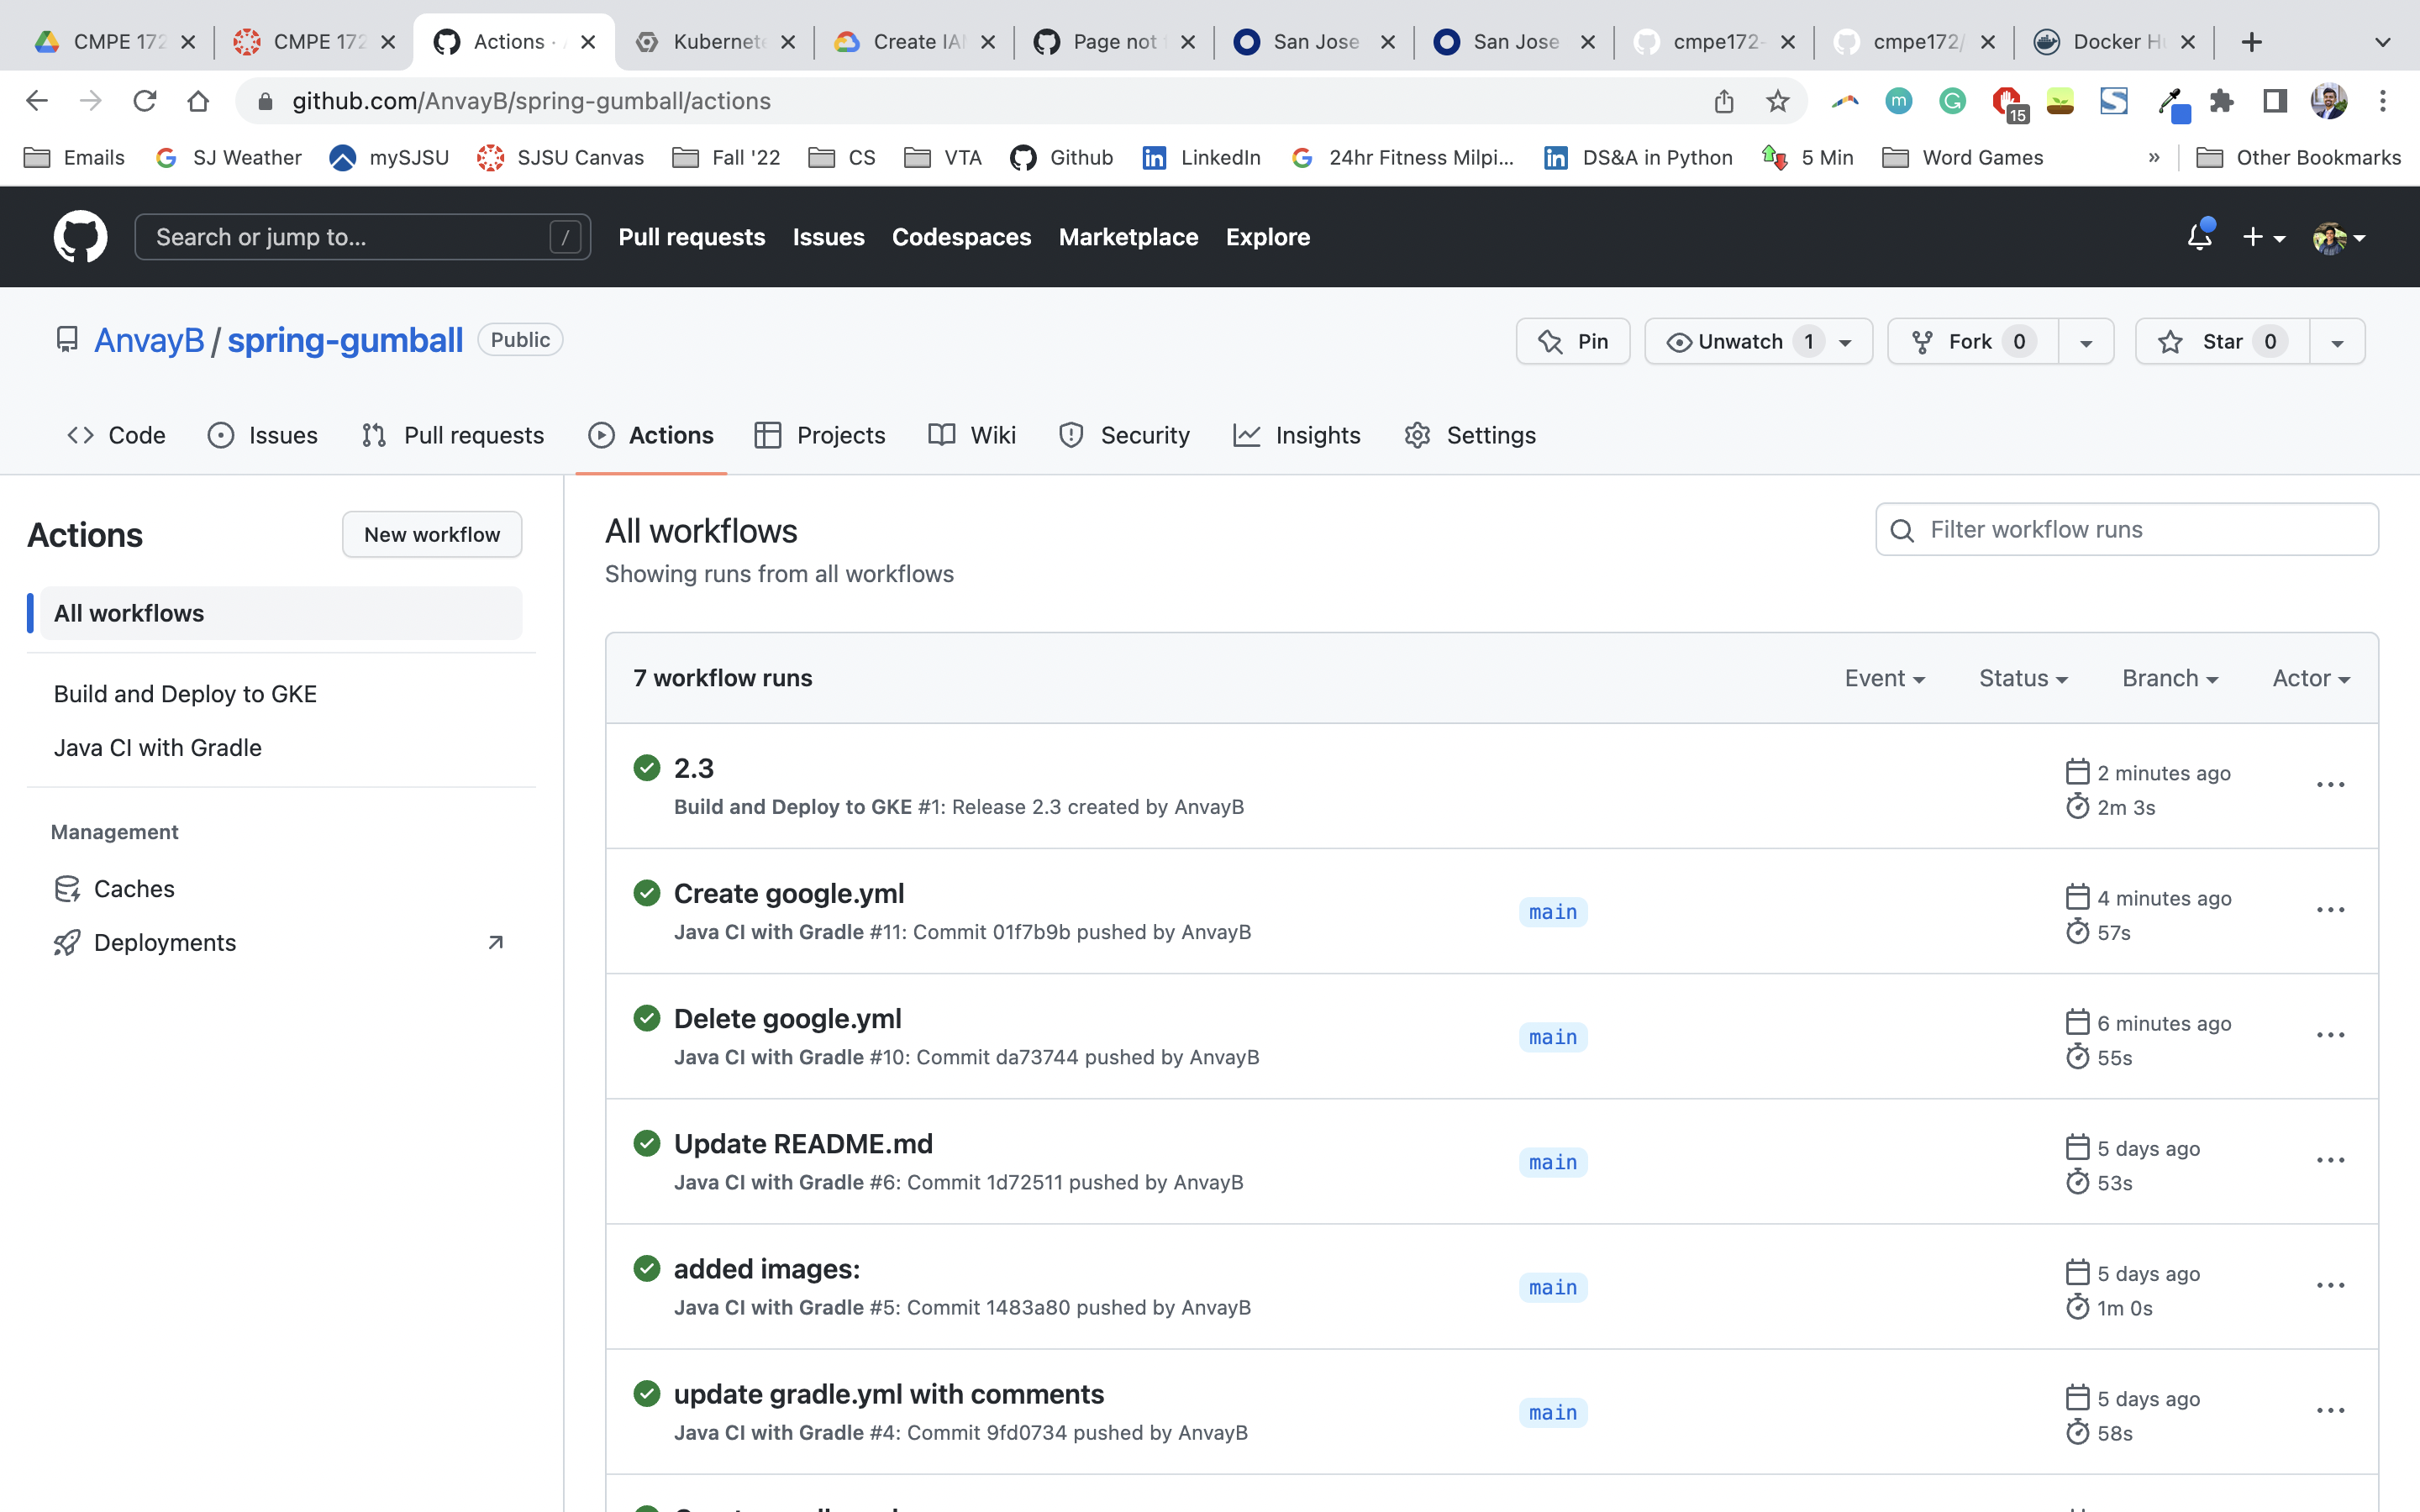 CMPE 172
CMPE 172
Actions ·
Kubernete
Create IA
Page not
San Jose
San Jose
cmpe172-
cmpe172/
Docker H
github.com/AnvayB/spring-gumball/actions
15
Emails
SJ Weather
mySJSU
SJSU Canvas
Fall '22
CS
VTA
Github
LinkedIn
24hr Fitness Milpi...
DS&A in Python
5 Min
Word Games
»
Other Bookmarks
Search or jump to...
/
Pull requests
Issues
Codespaces
Marketplace
Explore
AnvayB / spring-gumball
Public
Pin
Unwatch 1
Fork 0
Star 0
Code
Issues
Pull requests
Actions
Projects
Wiki
Security
Insights
Settings
Actions
New workflow
All workflows
Build and Deploy to GKE
Java CI with Gradle
Management
Caches
Deployments
All workflows
Showing runs from all workflows
Filter workflow runs
7 workflow runs
Event
Status
Branch
Actor
2.3
Build and Deploy to GKE #1: Release 2.3 created by AnvayB
2 minutes ago
2m 3s
Create google.yml
Java CI with Gradle #11: Commit 01f7b9b pushed by AnvayB
main
4 minutes ago
57s
Delete google.yml
Java CI with Gradle #10: Commit da73744 pushed by AnvayB
main
6 minutes ago
55s
Update README.md
Java CI with Gradle #6: Commit 1d72511 pushed by AnvayB
main
5 days ago
53s
added images:
Java CI with Gradle #5: Commit 1483a80 pushed by AnvayB
main
5 days ago
1m 0s
update gradle.yml with comments
Java CI with Gradle #4: Commit 9fd0734 pushed by AnvayB
main
5 days ago
58s